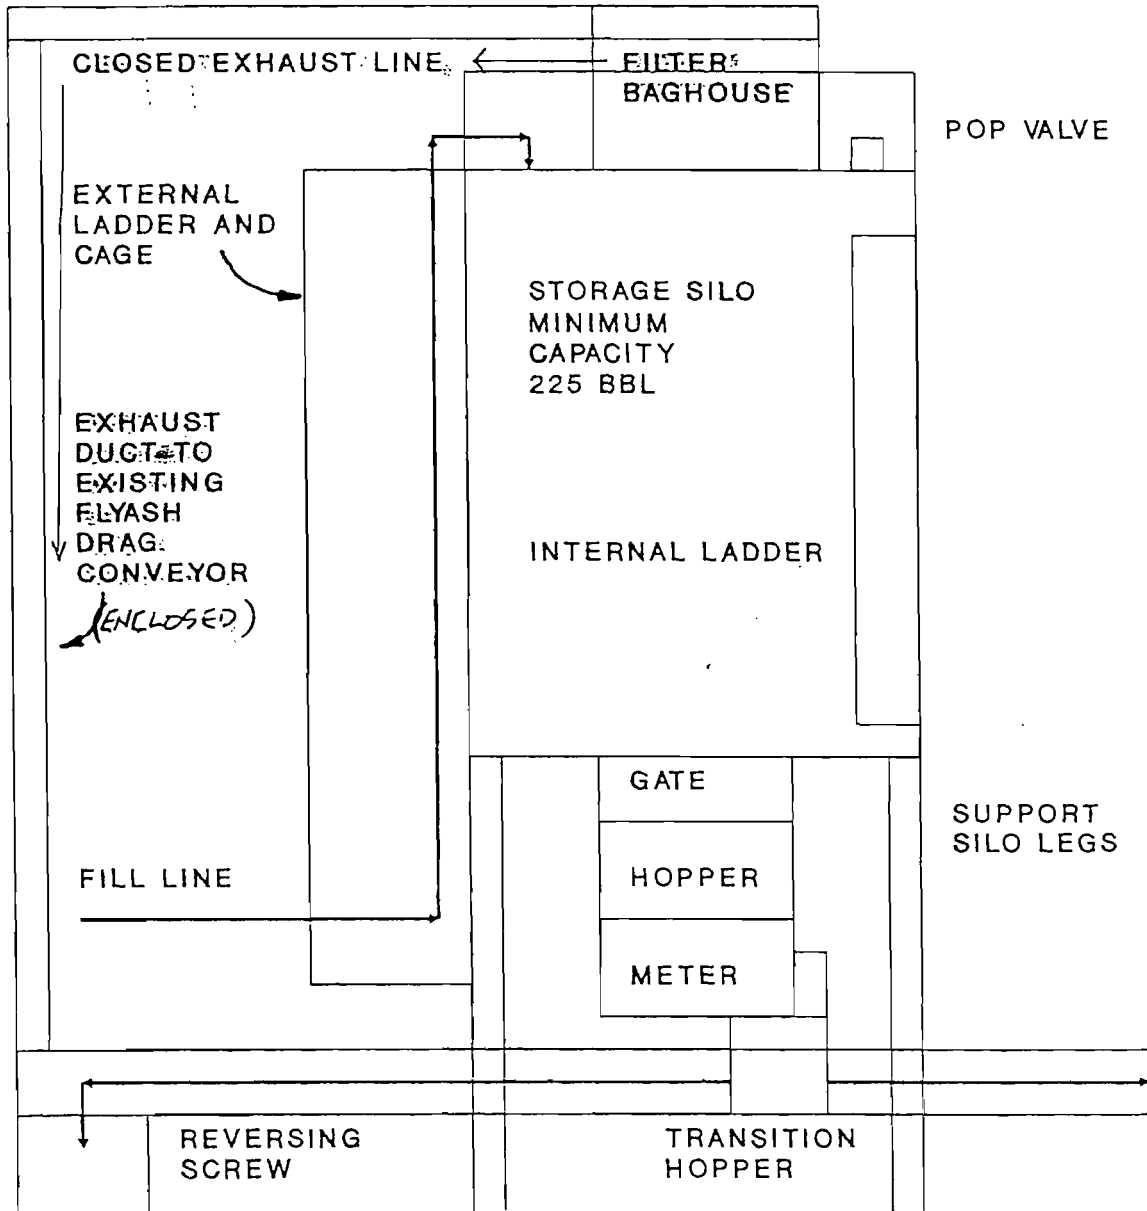 CLOSED EXHAUST LINE
FILTER
BAGHOUSE
POP VALVE
EXTERNAL
LADDER AND
CAGE
STORAGE SILO
MINIMUM
CAPACITY
225 BBL
EXHAUST
DUCT TO
EXISTING
FLYASH
DRAG
CONVEYOR
(ENCLOSED)
INTERNAL LADDER
GATE
SUPPORT
SILO LEGS
FILL LINE
HOPPER
METER
REVERSING
SCREW
TRANSITION
HOPPER